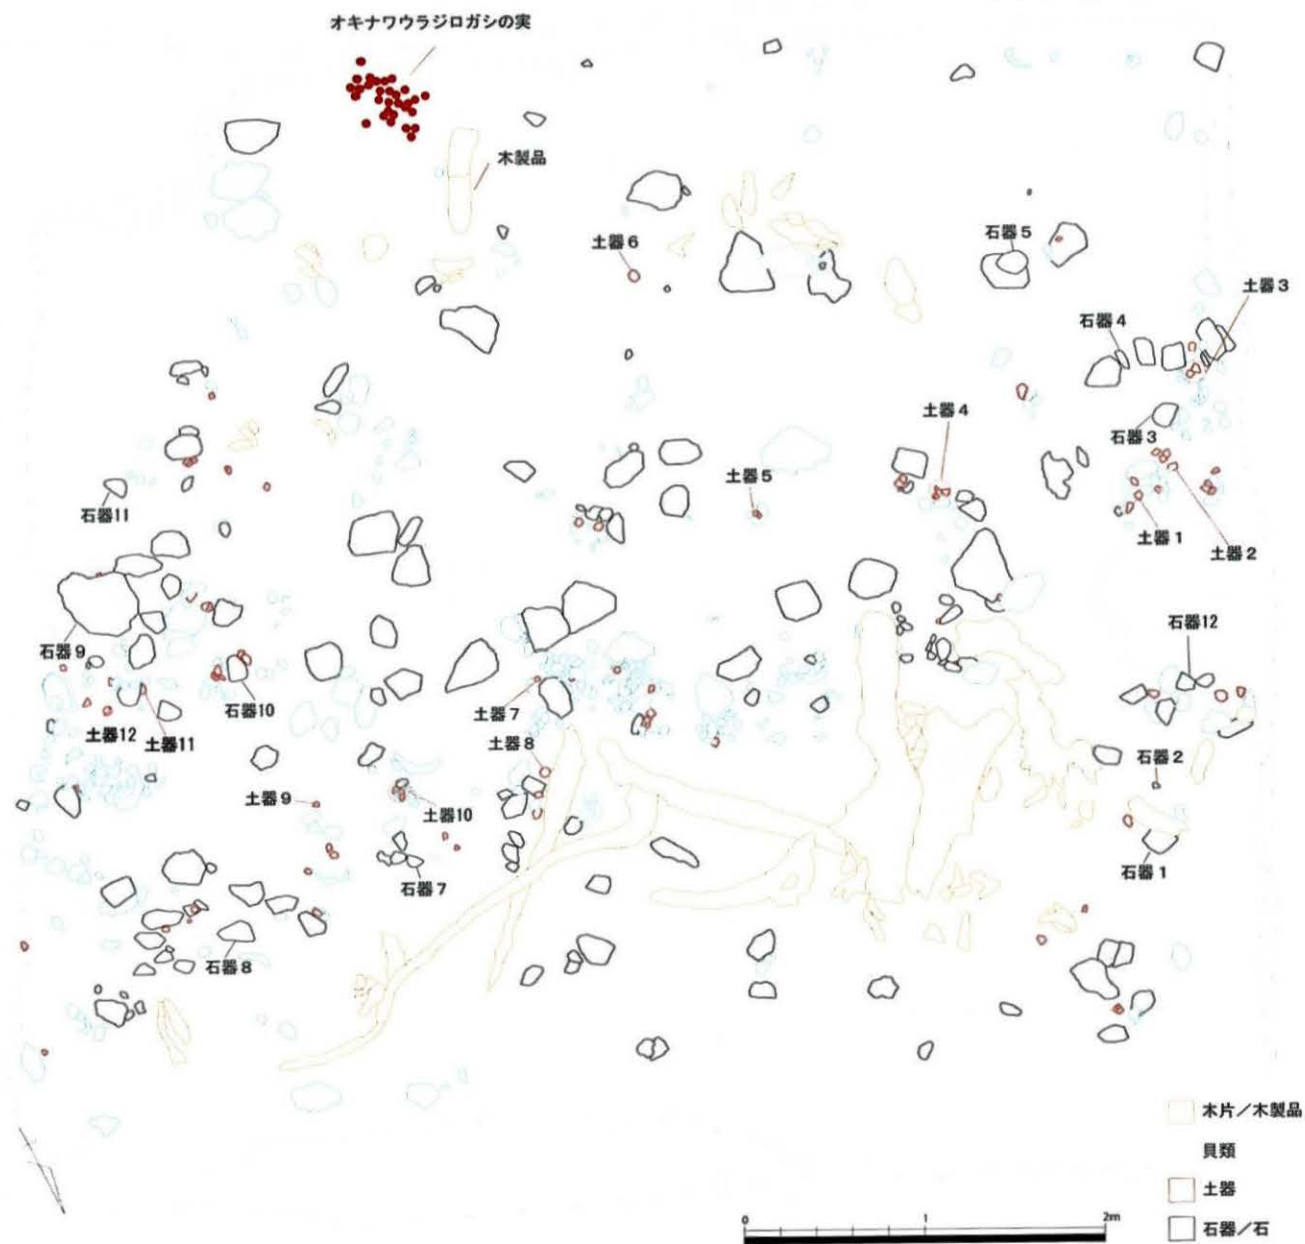 オキナワウラジロガシの実
木製品
土器6
石器5
土器3
石器4
土器4
石器3
土器5
石器11
土器1
土器2
石器12
石器9
石器10
土器7
土器12
土器11
土器8
石器2
土器9
土器10
石器1
石器7
石器8
木片／木製品
貝類
土器
石器／石
0 1 2m